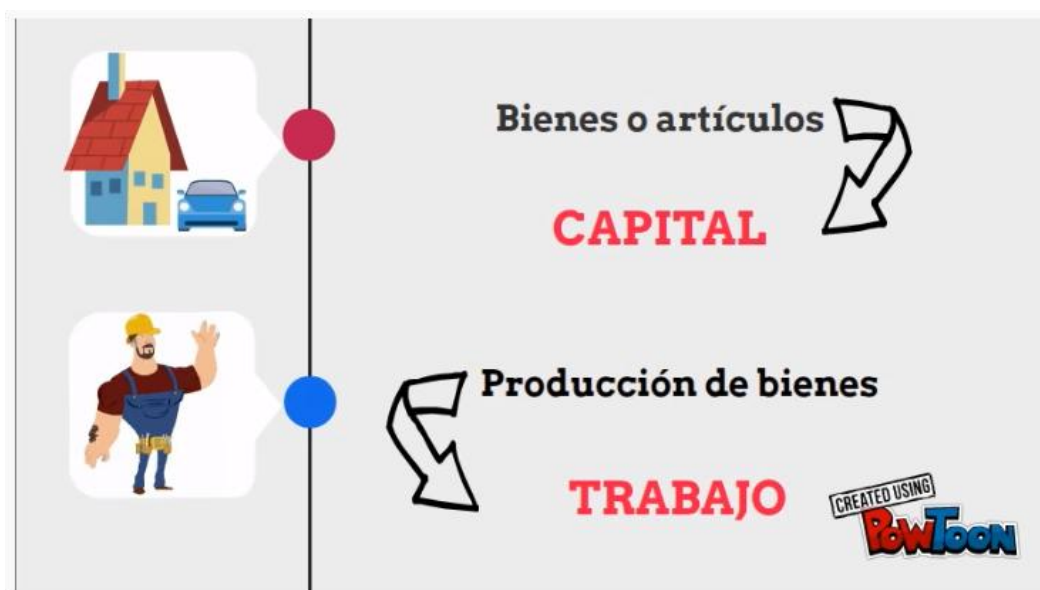 Bienes o artículos
CAPITAL
Producción de bienes
TRABAJO
CREATED USING
POWTOON